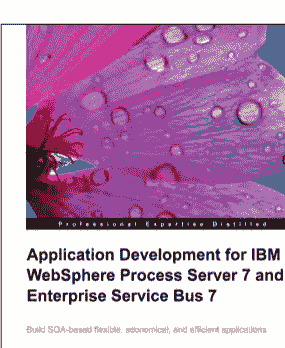 Professional Expertise Distilled
Application Development for IBM
WebSphere Process Server 7 and
Enterprise Service Bus 7
Build SOA-based flexible, economical, and efficient applications